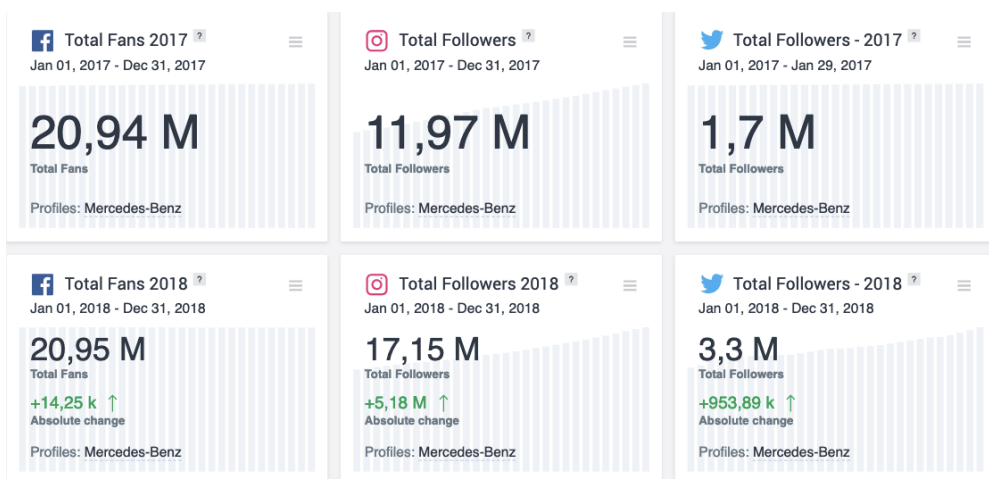 Total Fans 2017 ?
Jan 01, 2017 - Dec 31, 2017
20,94 M
Total Fans
Profiles: Mercedes-Benz
Total Followers ?
Jan 01, 2017 - Dec 31, 2017
11,97 M
Total Followers
Profiles: Mercedes-Benz
Total Followers - 2017 ?
Jan 01, 2017 - Jan 29, 2017
1,7 M
Total Followers
Profiles: Mercedes-Benz
Total Fans 2018 ?
Jan 01, 2018 - Dec 31, 2018
20,95 M
Total Fans
+14,25 k ↑
Absolute change
Profiles: Mercedes-Benz
Total Followers 2018 ?
Jan 01, 2018 - Dec 31, 2018
17,15 M
Total Followers
+5,18 M ↑
Absolute change
Profiles: Mercedes-Benz
Total Followers - 2018 ?
Jan 01, 2018 - Dec 31, 2018
3,3 M
Total Followers
+953,89 k ↑
Absolute change
Profiles: Mercedes-Benz